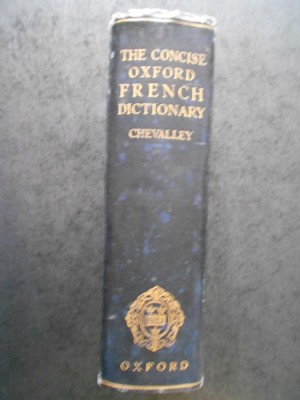 THE CONCISE
OXFORD
FRENCH
DICTIONARY
CHEVALLEY
OXFORD